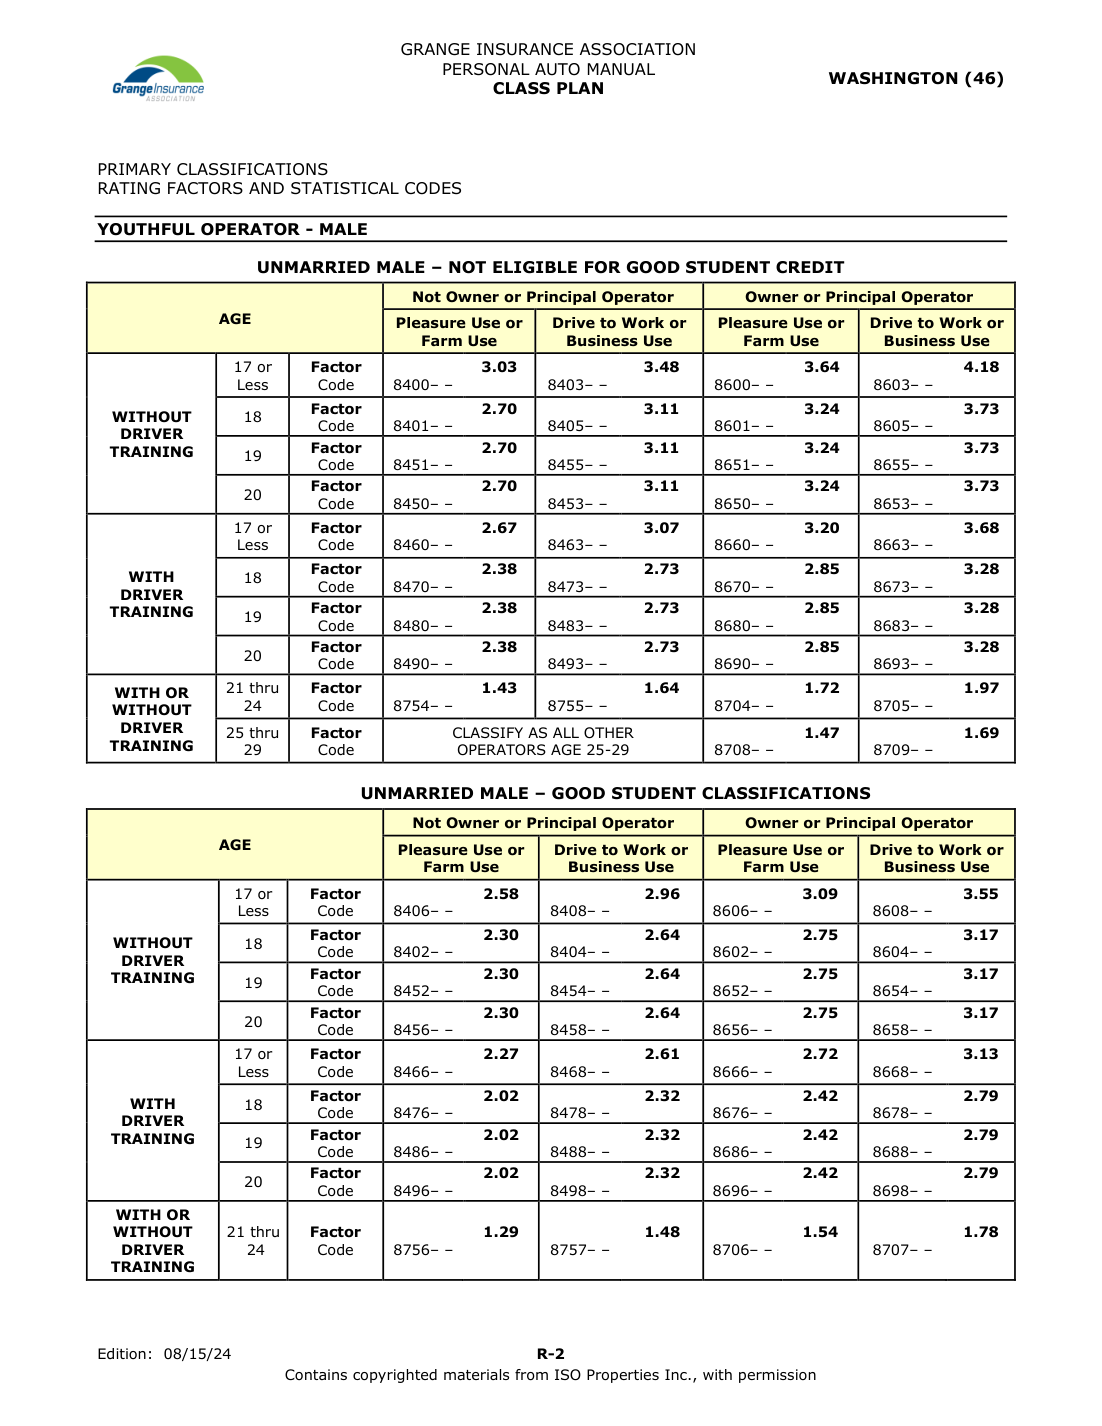 GRANGE INSURANCE ASSOCIATION
PERSONAL AUTO MANUAL
CLASS PLAN
WASHINGTON (46)
GrangeInsurance
ASSOCIATION
PRIMARY CLASSIFICATIONS
RATING FACTORS AND STATISTICAL CODES
YOUTHFUL OPERATOR - MALE
UNMARRIED MALE – NOT ELIGIBLE FOR GOOD STUDENT CREDIT
AGE
Not Owner or Principal Operator Owner or Principal Operator
Pleasure Use or Drive to Work or Pleasure Use or Drive to Work or
Farm Use Business Use Farm Use Business Use
WITHOUT
DRIVER
TRAINING
17 or Factor 3.03 3.48 3.64 4.18
Less Code 8400– – 8403– – 8600– – 8603– –
18 Factor 2.70 3.11 3.24 3.73
Code 8401– – 8405– – 8601– – 8605– –
19 Factor 2.70 3.11 3.24 3.73
Code 8451– – 8455– – 8651– – 8655– –
20 Factor 2.70 3.11 3.24 3.73
Code 8450– – 8453– – 8650– – 8653– –
WITH
DRIVER
TRAINING
17 or Factor 2.67 3.07 3.20 3.68
Less Code 8460– – 8463– – 8660– – 8663– –
18 Factor 2.38 2.73 2.85 3.28
Code 8470– – 8473– – 8670– – 8673– –
19 Factor 2.38 2.73 2.85 3.28
Code 8480– – 8483– – 8680– – 8683– –
20 Factor 2.38 2.73 2.85 3.28
Code 8490– – 8493– – 8690– – 8693– –
WITH OR
WITHOUT
DRIVER
TRAINING
21 thru Factor 1.43 1.64 1.72 1.97
24 Code 8754– – 8755– – 8704– – 8705– –
25 thru Factor CLASSIFY AS ALL OTHER 1.47 1.69
29 Code OPERATORS AGE 25-29 8708– – 8709– –
UNMARRIED MALE – GOOD STUDENT CLASSIFICATIONS
AGE
Not Owner or Principal Operator Owner or Principal Operator
Pleasure Use or Drive to Work or Pleasure Use or Drive to Work or
Farm Use Business Use Farm Use Business Use
WITHOUT
DRIVER
TRAINING
17 or Factor 2.58 2.96 3.09 3.55
Less Code 8406– – 8408– – 8606– – 8608– –
18 Factor 2.30 2.64 2.75 3.17
Code 8402– – 8404– – 8602– – 8604– –
19 Factor 2.30 2.64 2.75 3.17
Code 8452– – 8454– – 8652– – 8654– –
20 Factor 2.30 2.64 2.75 3.17
Code 8456– – 8458– – 8656– – 8658– –
WITH
DRIVER
TRAINING
17 or Factor 2.27 2.61 2.72 3.13
Less Code 8466– – 8468– – 8666– – 8668– –
18 Factor 2.02 2.32 2.42 2.79
Code 8476– – 8478– – 8676– – 8678– –
19 Factor 2.02 2.32 2.42 2.79
Code 8486– – 8488– – 8686– – 8688– –
20 Factor 2.02 2.32 2.42 2.79
Code 8496– – 8498– – 8696– – 8698– –
WITH OR
WITHOUT
DRIVER
TRAINING
21 thru Factor 1.29 1.48 1.54 1.78
24 Code 8756– – 8757– – 8706– – 8707– –
Edition: 08/15/24 R-2
Contains copyrighted materials from ISO Properties Inc., with permission